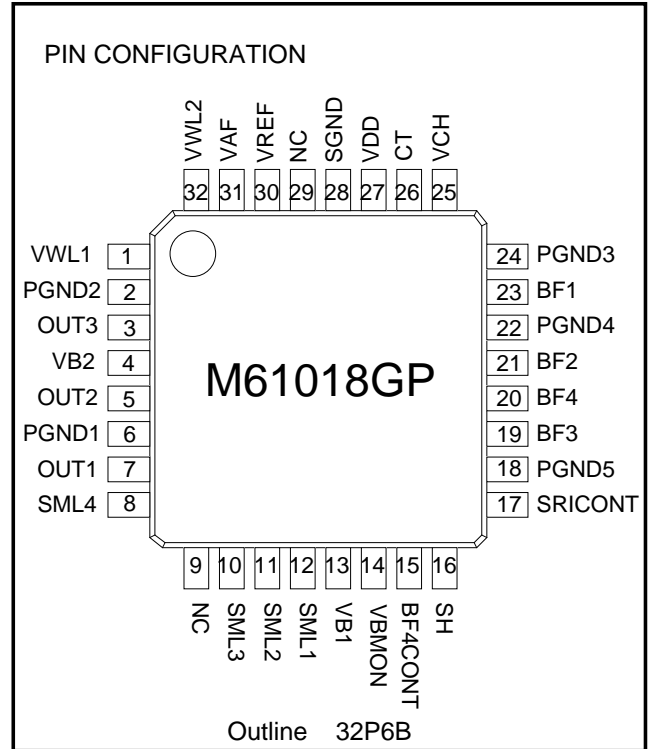 PIN CONFIGURATION
VWL2
VAF
VREF
NC
SGND
VDD
CT
VCH
32 31 30 29 28 27 26 25
VWL1 1
PGND2 2
OUT3 3
VB2 4
OUT2 5
PGND1 6
OUT1 7
SML4 8
M61018GP
24 PGND3
23 BF1
22 PGND4
21 BF2
20 BF4
19 BF3
18 PGND5
17 SRICONT
9 10 11 12 13 14 15 16
NC
SML3
SML2
SML1
VB1
VBMON
BF4CONT
SH
Outline 32P6B